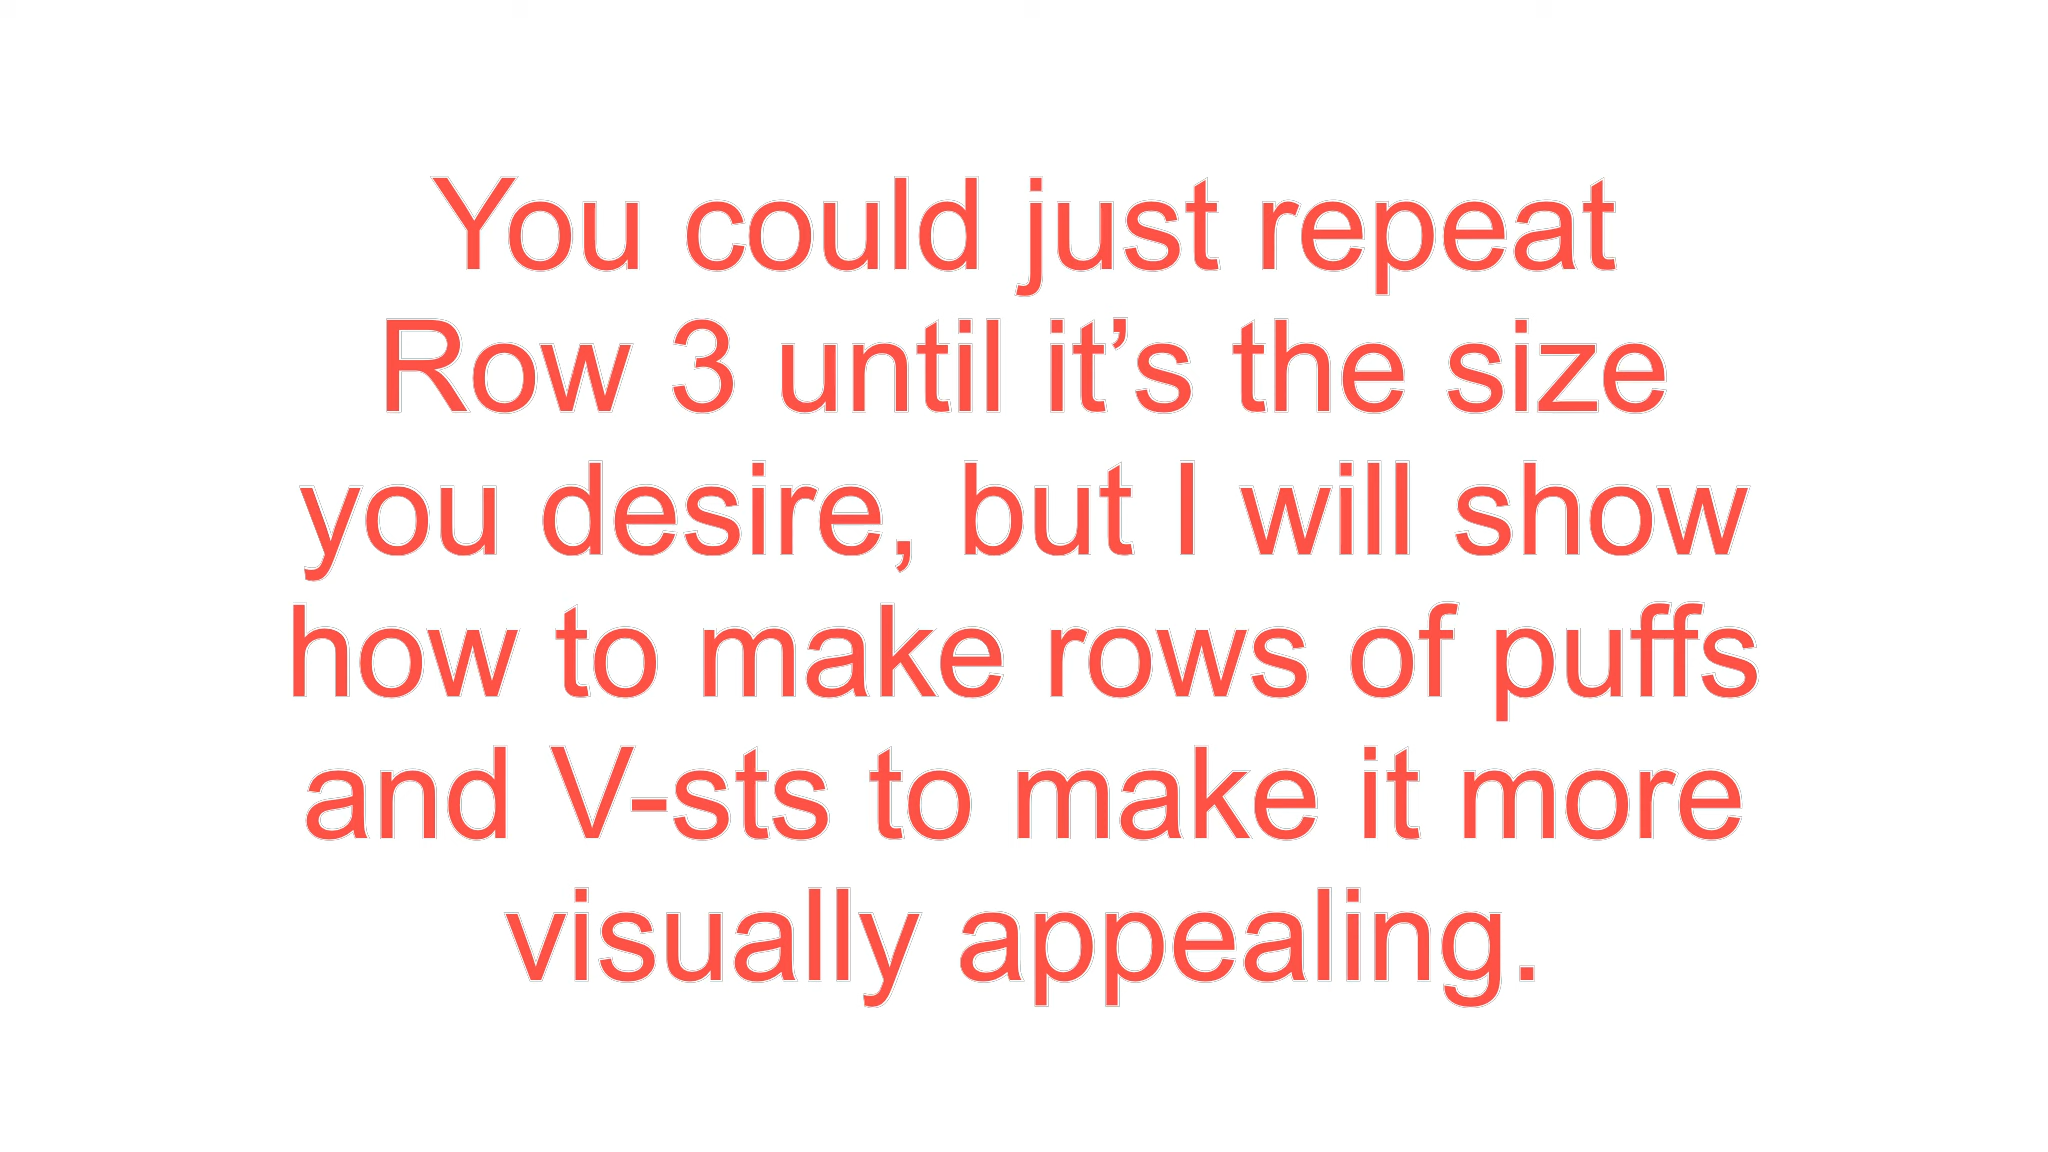 You could just repeat
Row 3 until it’s the size
you desire, but I will show
how to make rows of puffs
and V-sts to make it more
visually appealing.